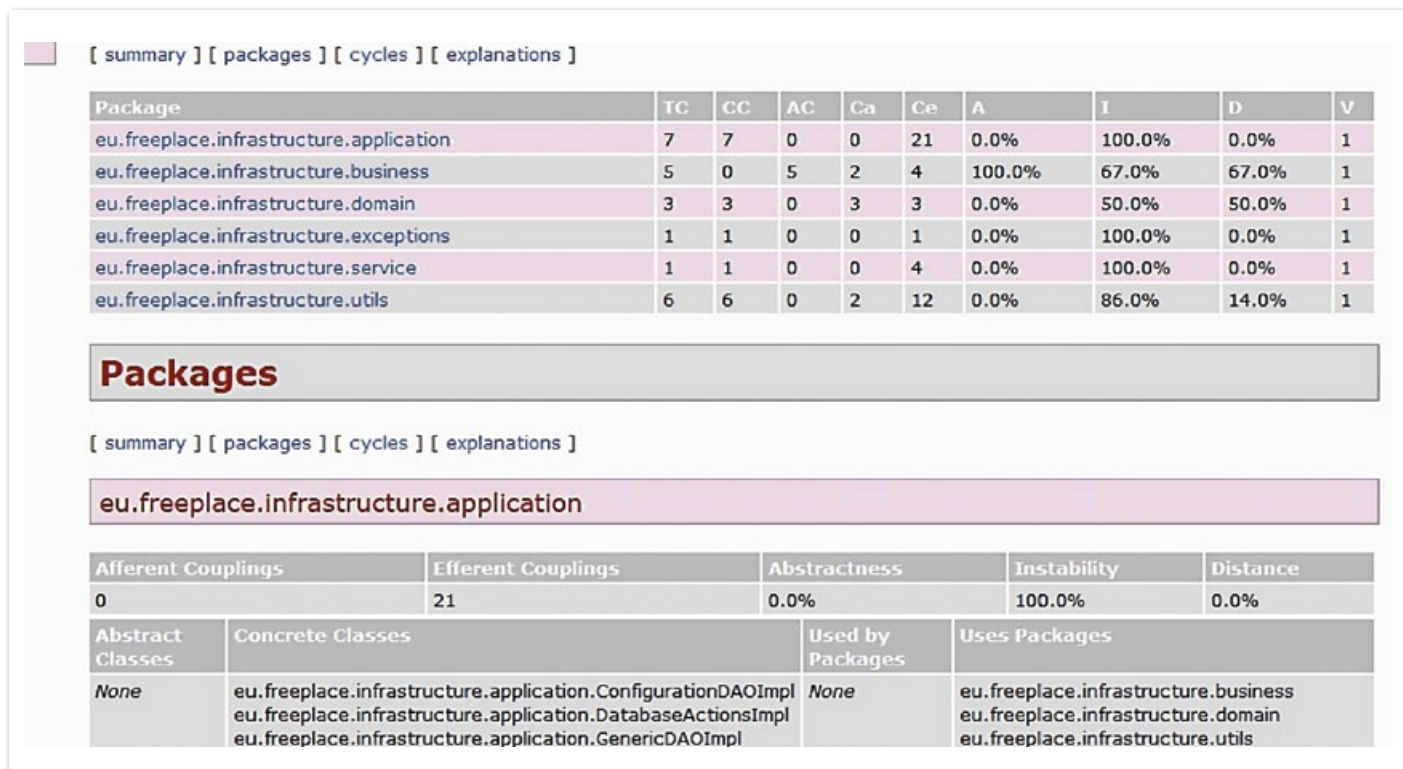 [ summary ] [ packages ] [ cycles ] [ explanations ]
Package TC CC AC Ca Ce A I D V
eu.freeplace.infrastructure.application 7 7 0 0 21 0.0% 100.0% 0.0% 1
eu.freeplace.infrastructure.business 5 0 5 2 4 100.0% 67.0% 67.0% 1
eu.freeplace.infrastructure.domain 3 3 0 3 3 0.0% 50.0% 50.0% 1
eu.freeplace.infrastructure.exceptions 1 1 0 0 1 0.0% 100.0% 0.0% 1
eu.freeplace.infrastructure.service 1 1 0 0 4 0.0% 100.0% 0.0% 1
eu.freeplace.infrastructure.utils 6 6 0 2 12 0.0% 86.0% 14.0% 1
Packages
[ summary ] [ packages ] [ cycles ] [ explanations ]
eu.freeplace.infrastructure.application
Afferent Couplings Efferent Couplings Abstractness Instability Distance
0 21 0.0% 100.0% 0.0%
Abstract Concrete Classes Used by Uses Packages
Classes Packages
None eu.freeplace.infrastructure.application.ConfigurationDAOImpl None eu.freeplace.infrastructure.business
eu.freeplace.infrastructure.application.DatabaseActionsImpl eu.freeplace.infrastructure.domain
eu.freeplace.infrastructure.application.GenericDAOImpl eu.freeplace.infrastructure.utils